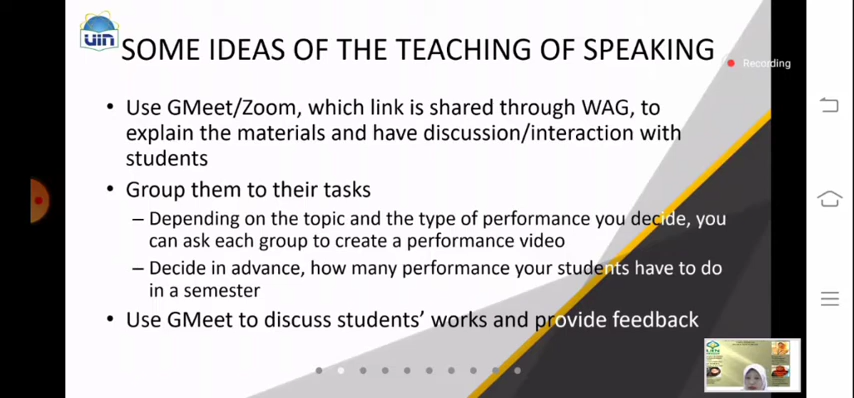 uin
SOME IDEAS OF THE TEACHING OF SPEAKING
Recording
• Use GMeet/Zoom, which link is shared through WAG, to
explain the materials and have discussion/interaction with
students
• Group them to their tasks
– Depending on the topic and the type of performance you decide, you
can ask each group to create a performance video
– Decide in advance, how many performance your students have to do
in a semester
• Use GMeet to discuss students’ works and provide feedback